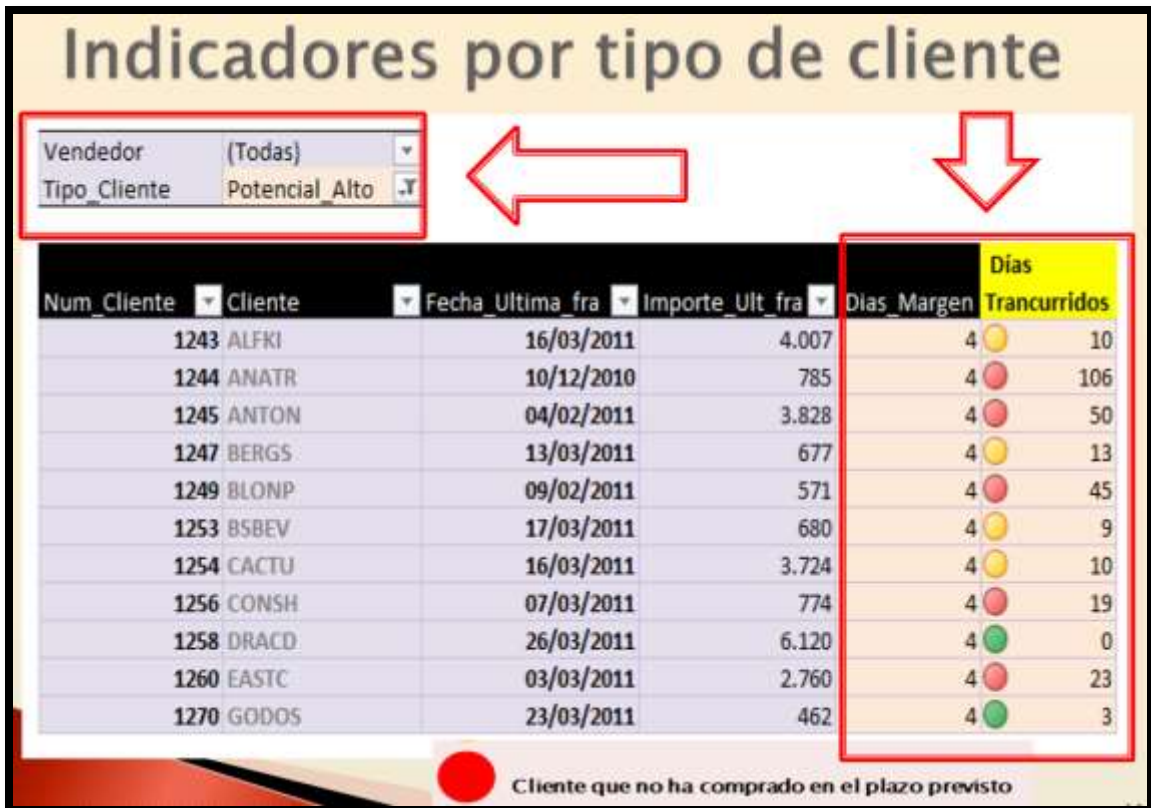 Indicadores por tipo de cliente
Vendedor (Todas)
Tipo_Cliente Potencial_Alto
Num_Cliente Cliente Fecha_Ultima_fra Importe_Ult_fra Dias_Margen Días Trancurridos
1243 ALFKI 16/03/2011 4.007 4 10
1244 ANATR 10/12/2010 785 4 106
1245 ANTON 04/02/2011 3.828 4 50
1247 BERGS 13/03/2011 677 4 13
1249 BLONP 09/02/2011 571 4 45
1253 BSBEV 17/03/2011 680 4 9
1254 CACTU 16/03/2011 3.724 4 10
1256 CONSH 07/03/2011 774 4 19
1258 DRACD 26/03/2011 6.120 4 0
1260 EASTC 03/03/2011 2.760 4 23
1270 GODOS 23/03/2011 462 4 3
Cliente que no ha comprado en el plazo previsto